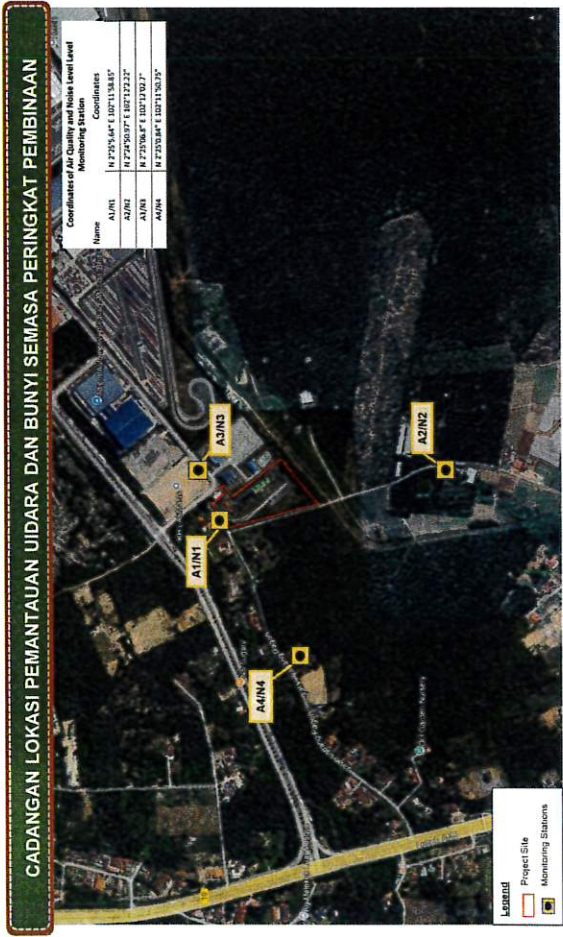 CADANGAN LOKASI PEMANTAUAN UIDARA DAN BUNYI SEMASA PERINGKAT PEMBINAAN
Coordinates of Air Quality and Noise Level Level
Monitoring Station
Name Coordinates
A1/N1 N 2°25'5.64" E 102°11'58.85"
A2/N2 N 2°24'50.97" E 102°12'2.22"
A3/N3 N 2°25'06.8" E 102°12'02.7"
A4/N4 N 2°25'0.84" E 102°11'50.75"
A3/N3
A1/N1
A2/N2
A4/N4
Legend
Project Site
Monitoring Stations